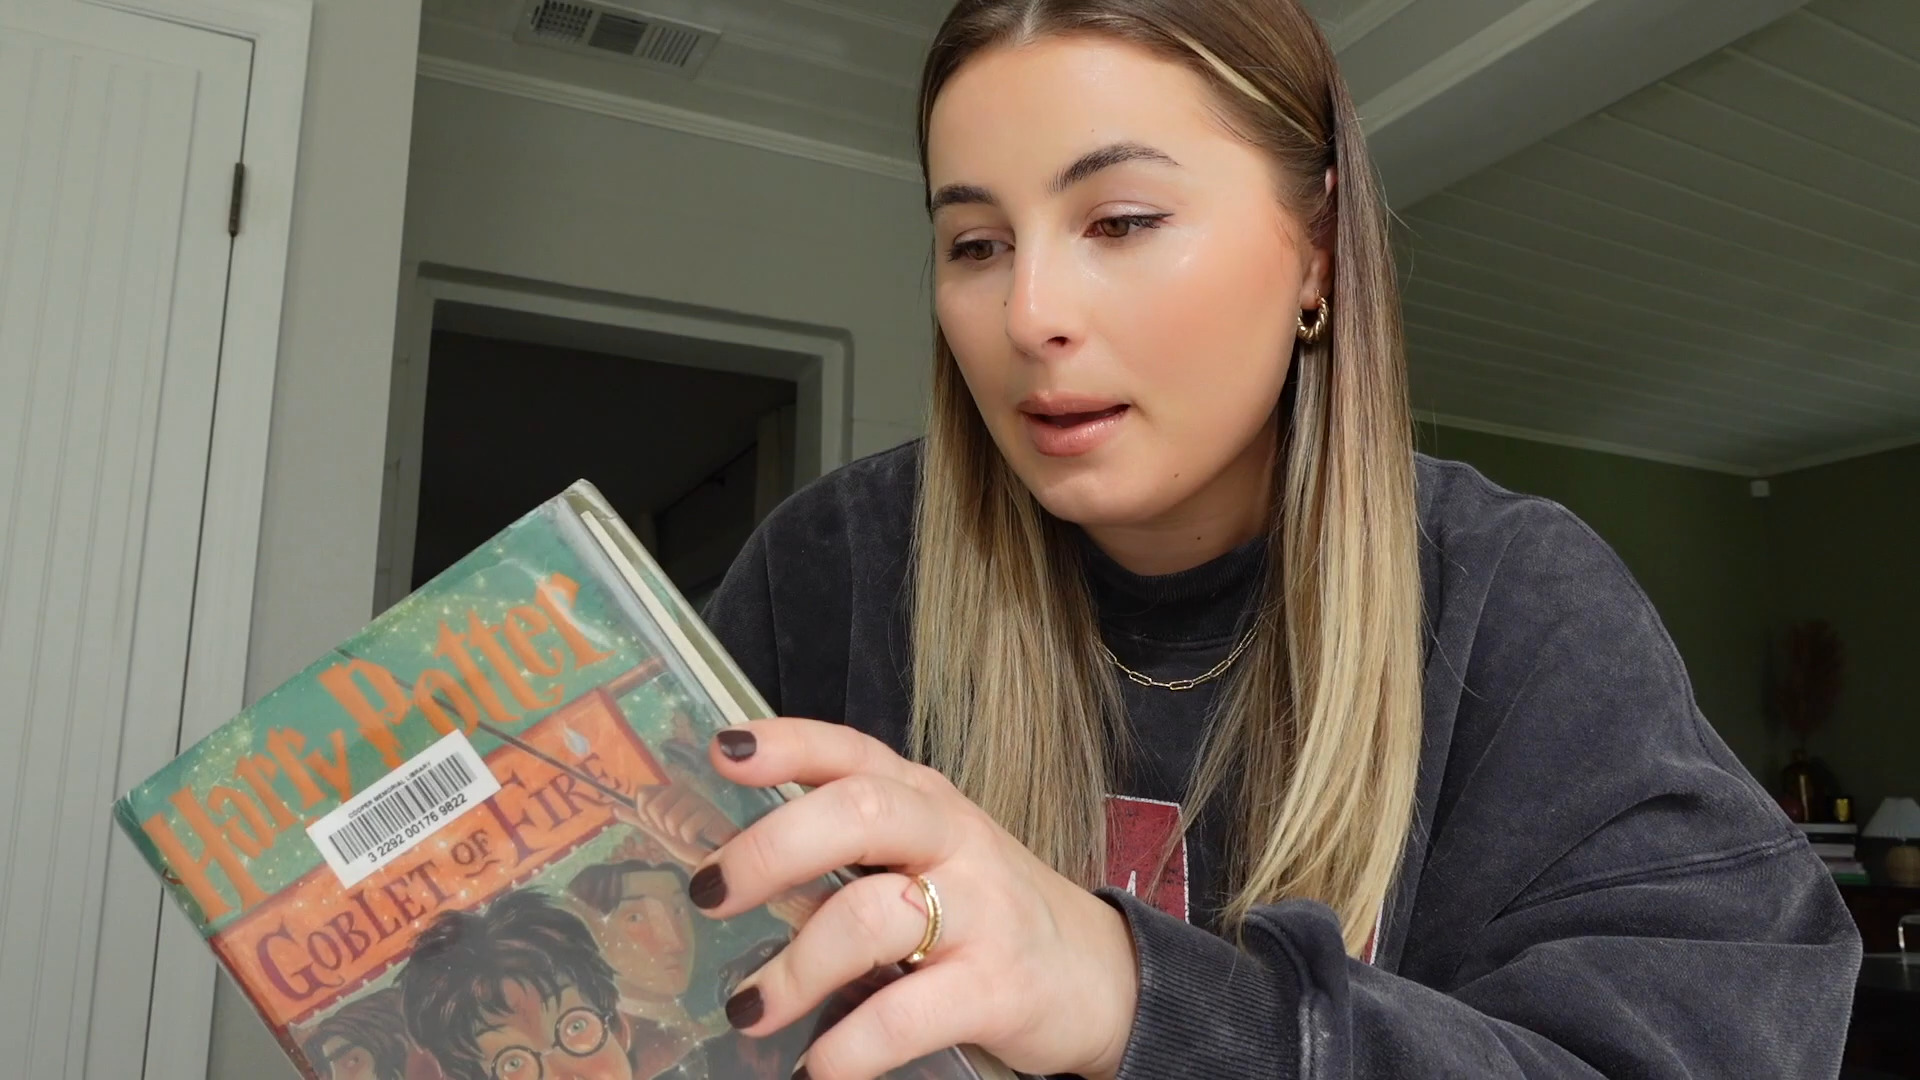 Harry Potter
COOPER MEMORIAL LIBRARY
3 2292 00176 9822
GOBLET OF FIRE